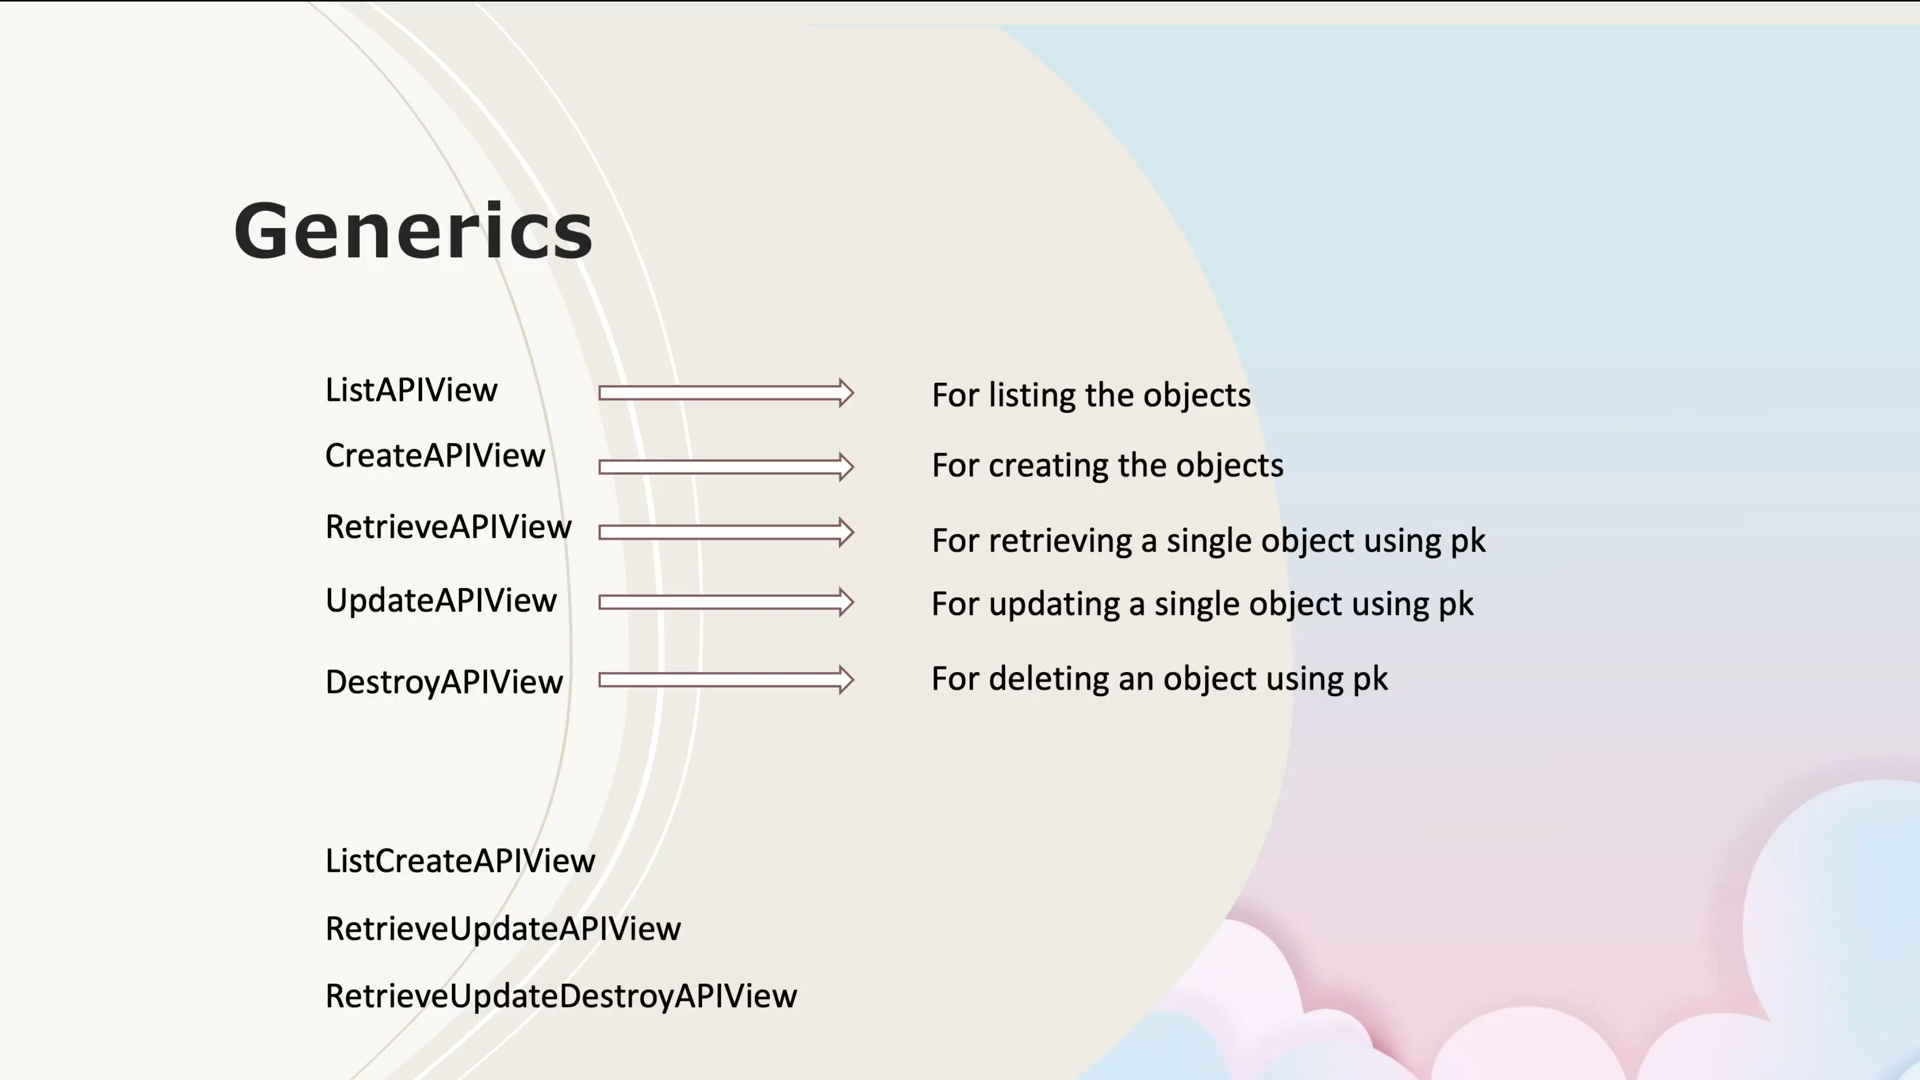 Generics
ListAPIView For listing the objects
CreateAPIView For creating the objects
RetrieveAPIView For retrieving a single object using pk
UpdateAPIView For updating a single object using pk
DestroyAPIView For deleting an object using pk
ListCreateAPIView
RetrieveUpdateAPIView
RetrieveUpdateDestroyAPIView